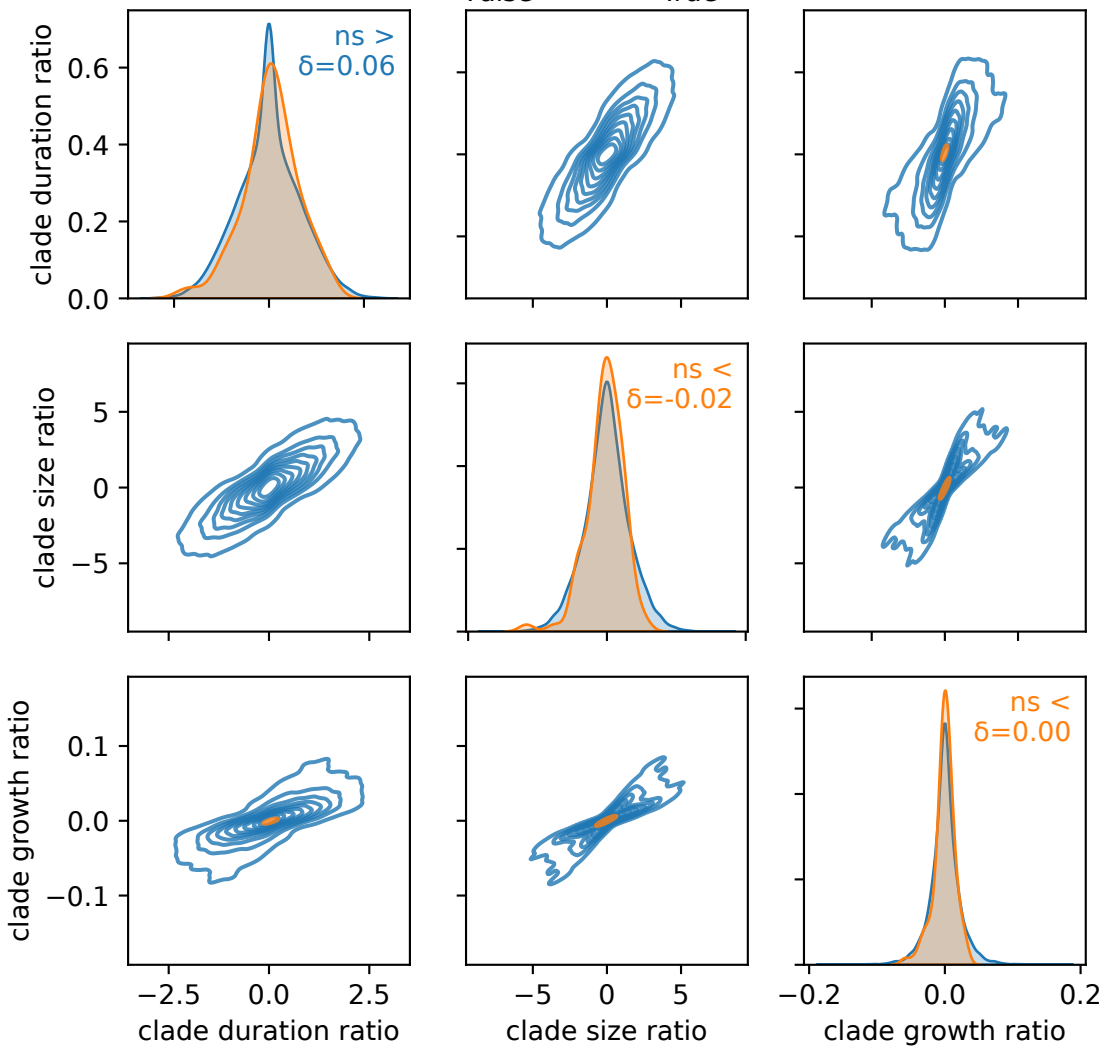 ns >
δ=0.06
clade duration ratio
0.6
0.4
0.2
0.0
ns <
δ=-0.02
clade size ratio
5
0
−5
ns <
δ=0.00
clade growth ratio
0.1
0.0
−0.1
−2.5 0.0 2.5
−5 0 5
−0.2 0.0 0.2
clade duration ratio
clade size ratio
clade growth ratio